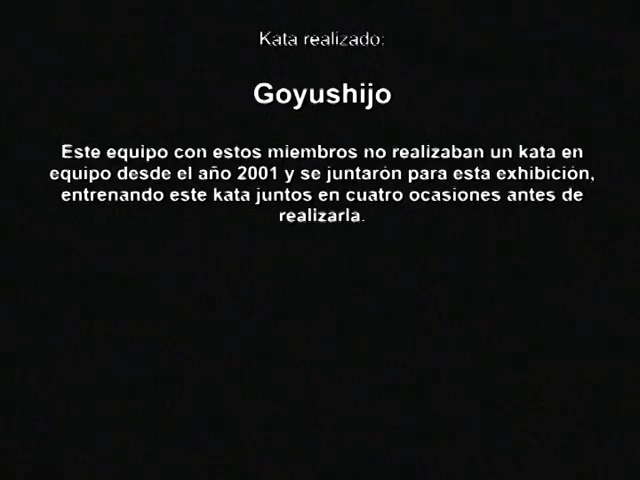 Kata realizado:
Goyushijo
Este equipo con estos miembros no realizaban un kata en
equipo desde el año 2001 y se juntarón para esta exhibición,
entrenando este kata juntos en cuatro ocasiones antes de
realizarla.